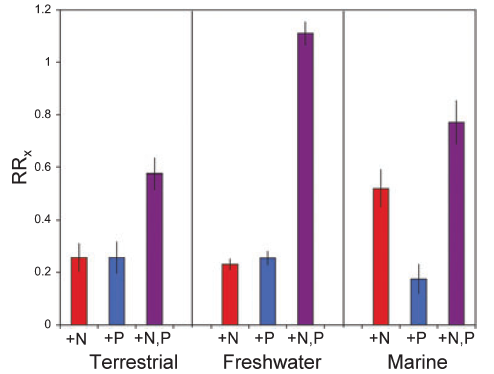 1.2
1
0.8
0.6
0.4
0.2
0
RRx
+N +P +N,P +N +P +N,P +N +P +N,P
Terrestrial Freshwater Marine